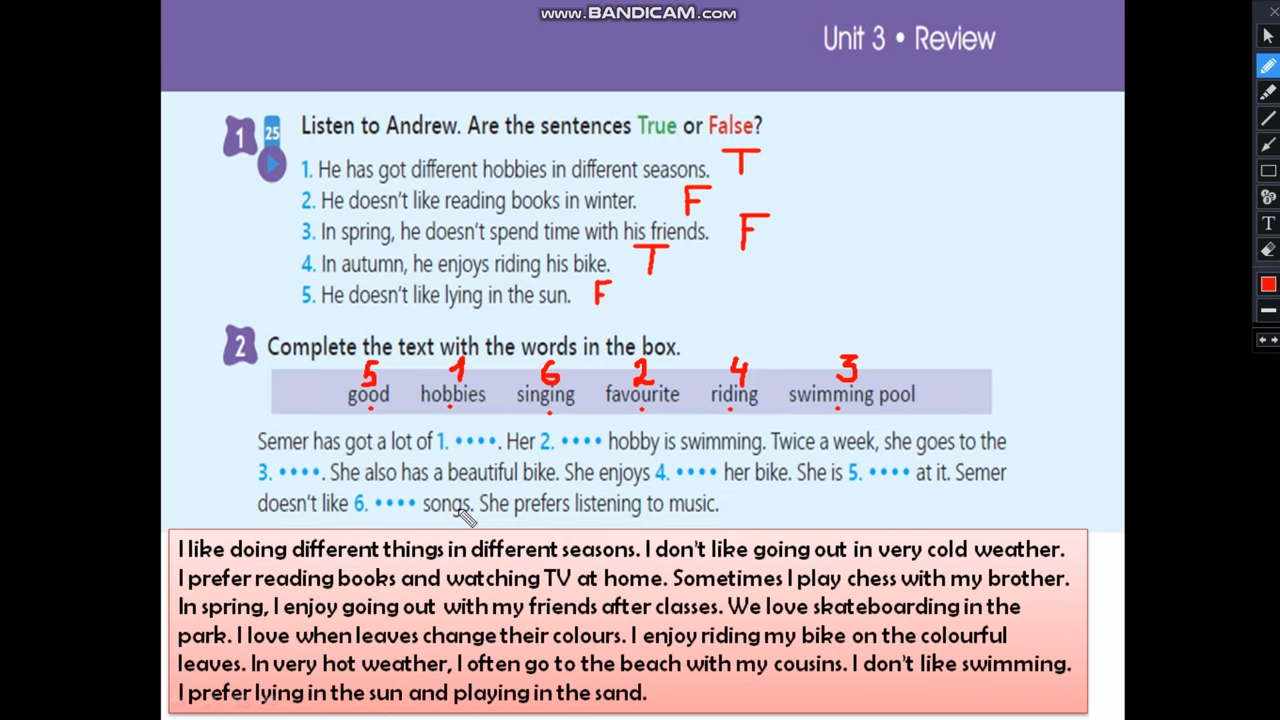 www.BANDICAM.com
Unit 3 • Review
1 25 Listen to Andrew. Are the sentences True or False?
1. He has got different hobbies in different seasons. T
2. He doesn't like reading books in winter. F
3. In spring, he doesn't spend time with his friends. F
4. In autumn, he enjoys riding his bike. T
5. He doesn't like lying in the sun. F
2 Complete the text with the words in the box.
5 1 6 2 4 3
good hobbies singing favourite riding swimming pool
Semer has got a lot of 1. ••••. Her 2. •••• hobby is swimming. Twice a week, she goes to the
3. ••••. She also has a beautiful bike. She enjoys 4. •••• her bike. She is 5. •••• at it. Semer
doesn't like 6. •••• songs. She prefers listening to music.
I like doing different things in different seasons. I don't like going out in very cold weather.
I prefer reading books and watching TV at home. Sometimes I play chess with my brother.
In spring, I enjoy going out with my friends after classes. We love skateboarding in the
park. I love when leaves change their colours. I enjoy riding my bike on the colourful
leaves. In very hot weather, I often go to the beach with my cousins. I don't like swimming.
I prefer lying in the sun and playing in the sand.
T